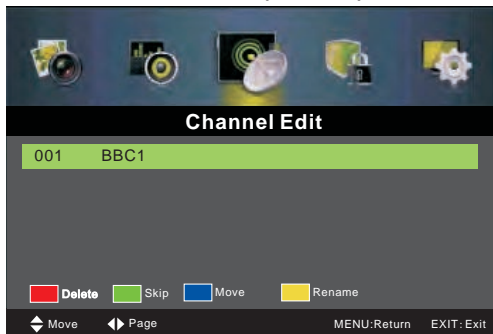 Channel Edit
001 BBC1
Delete Skip Move Rename
Move Page MENU:Return EXIT:Exit